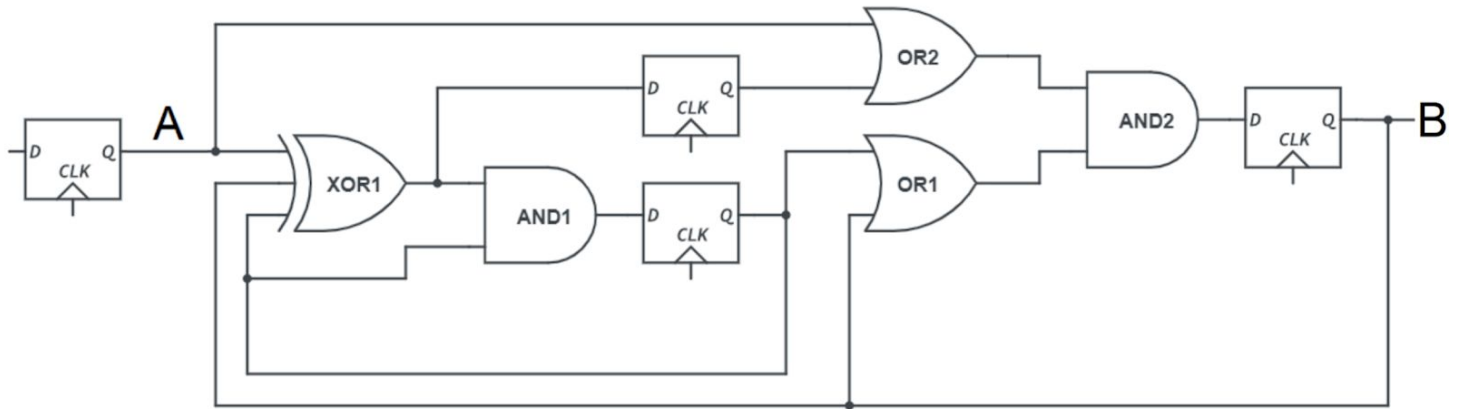 OR2
A
D Q
CLK
D Q
CLK
XOR1
AND1
D Q
CLK
OR1
AND2
D Q
CLK
B